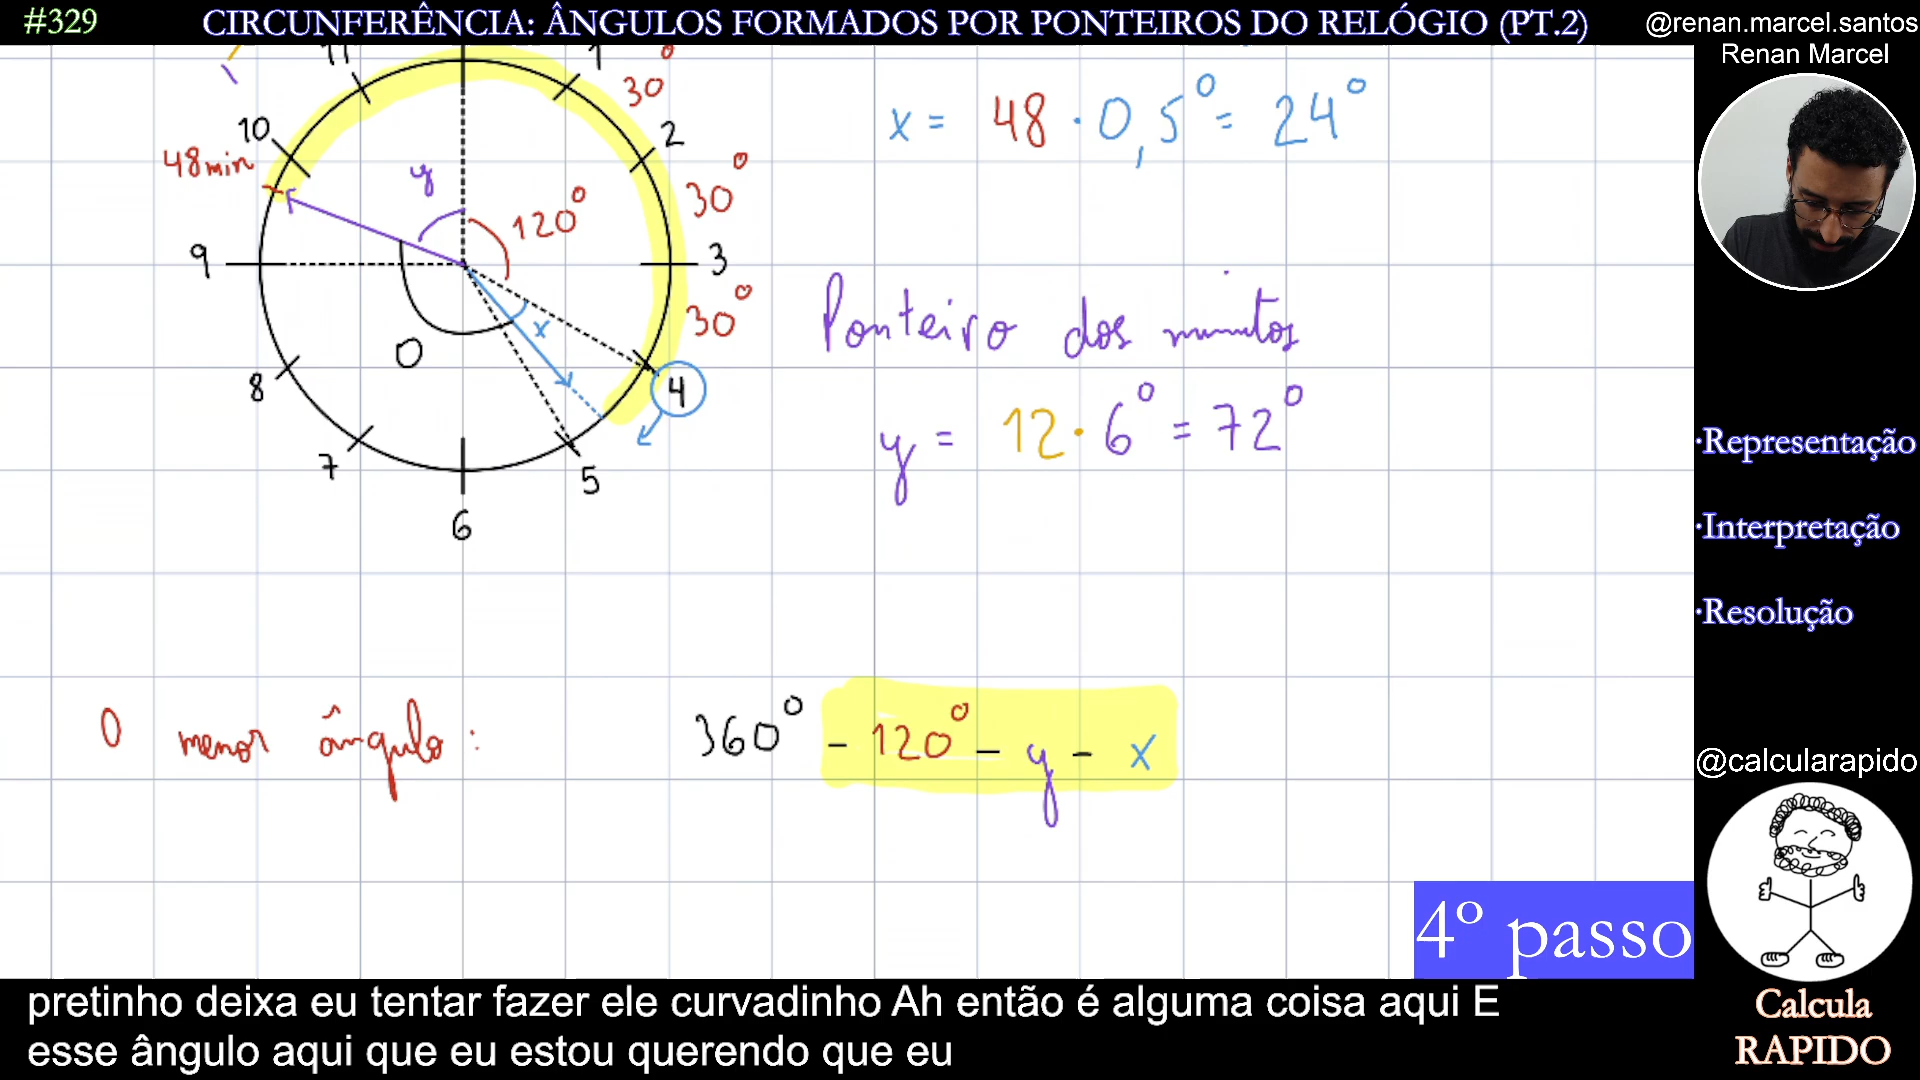 #329
CIRCUNFERÊNCIA: ÂNGULOS FORMADOS POR PONTEIROS DO RELÓGIO (PT.2)
@renan.marcel.santos
Renan Marcel
11
1
30°
10
2
48min
y
120°
30°
9
3
x
30°
O
8
4
7
5
6
x = 48 · 0,5° = 24°
Ponteiro dos minutos
y = 12 · 6° = 72°
O menor ângulo: 360° - 120° - y - x
·Representação
·Interpretação
·Resolução
@calcularapido
4º passo
Calcula
RAPIDO
pretinho deixa eu tentar fazer ele curvadinho Ah então é alguma coisa aqui E
esse ângulo aqui que eu estou querendo que eu